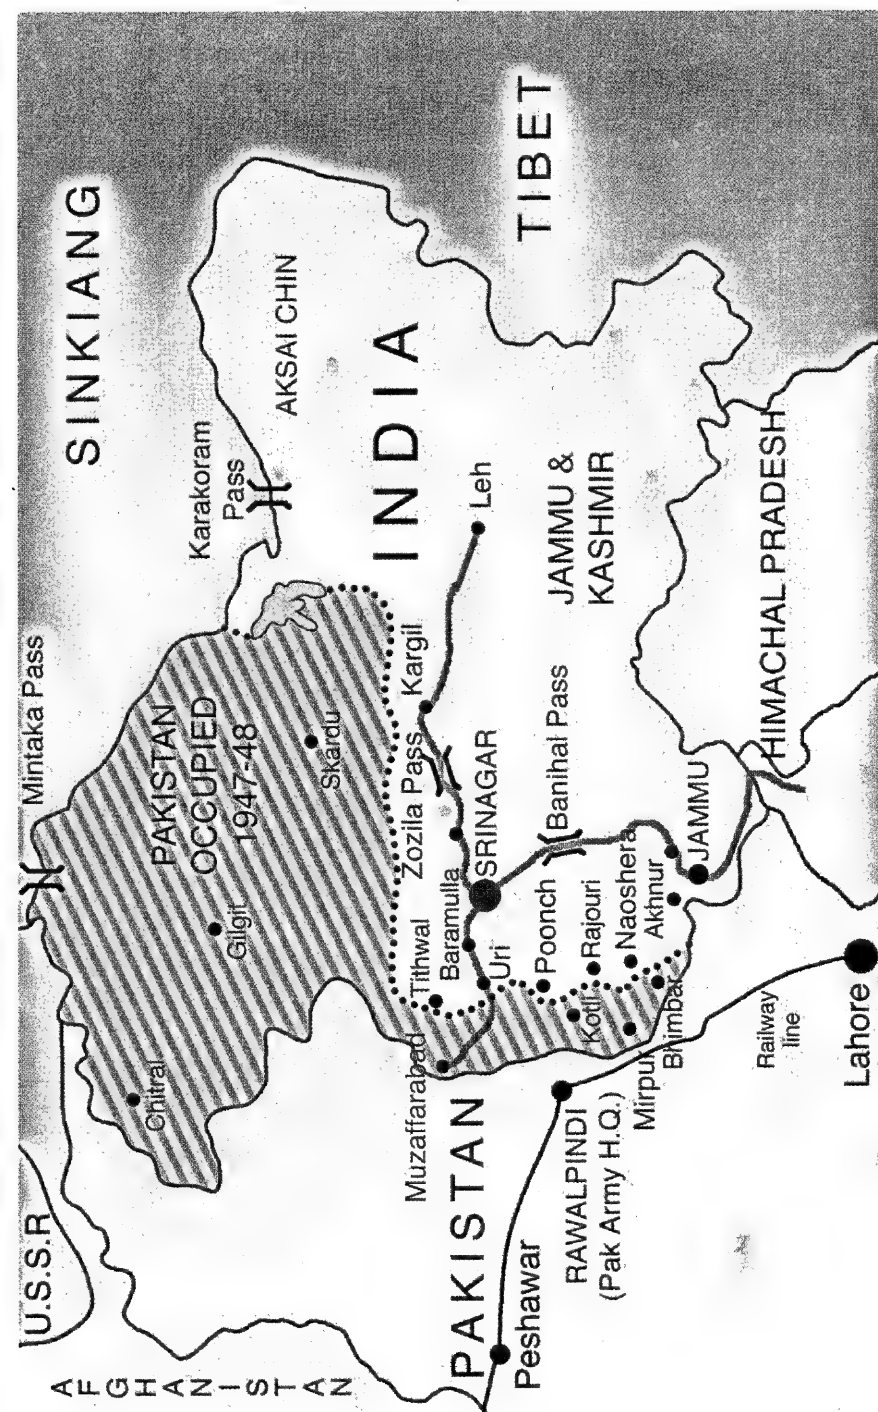 U.S.S.R
AFGHANISTAN
Mintaka Pass
SINKIANG
Karakoram
Pass
AKSAI CHIN
TIBET
INDIA
PAKISTAN
OCCUPIED
1947-48
Chitral
Gilgit
Skardu
Kargil
Leh
Zozila Pass
Tithwal
Baramulla
SRINAGAR
Uri
Muzaffarabad
Banihal Pass
JAMMU &
KASHMIR
Poonch
Rajouri
Naoshera
Akhnur
JAMMU
Kotli
Mirpur
Bhimbar
HIMACHAL PRADESH
PAKISTAN
Peshawar
RAWALPINDI
(Pak Army H.Q.)
Railway
line
Lahore